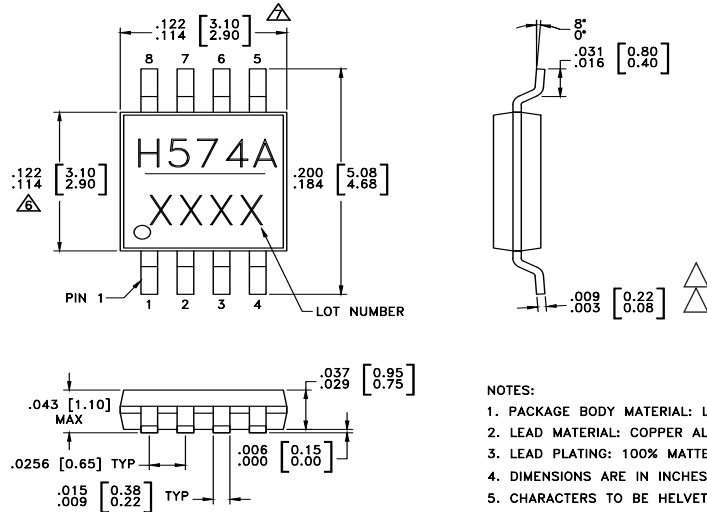 .122 [3.10]
.114 [2.90]
7
8 7 6 5
.122 [3.10]
.114 [2.90]
6
H574A
XXXX
.200 [5.08]
.184 [4.68]
PIN 1
1 2 3 4
LOT NUMBER
8°
0°
.031 [0.80]
.016 [0.40]
.009 [0.22]
.003 [0.08]
.043 [1.10]
MAX
.037 [0.95]
.029 [0.75]
.0256 [0.65] TYP
.006 [0.15]
.000 [0.00]
.015 [0.38]
.009 [0.22]
TYP
NOTES:
1. PACKAGE BODY MATERIAL: L
2. LEAD MATERIAL: COPPER AL
3. LEAD PLATING: 100% MATTE
4. DIMENSIONS ARE IN INCHES
5. CHARACTERS TO BE HELVET